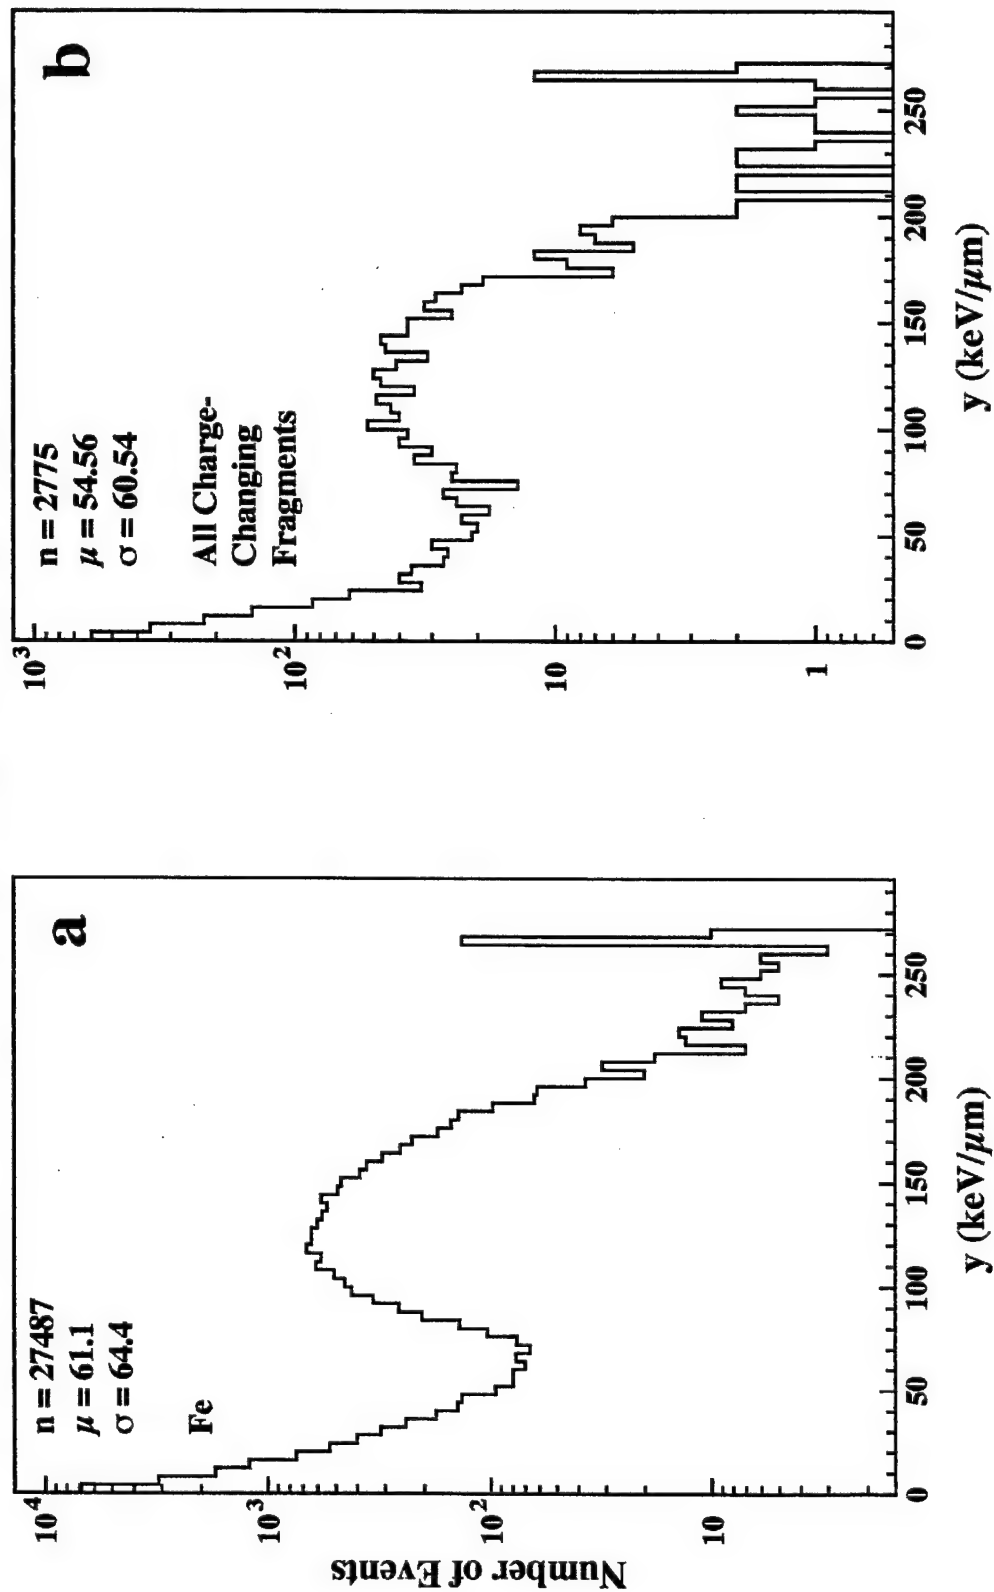 a
n = 27487
μ = 61.1
σ = 64.4
Fe
Number of Events
10⁴
10³
10²
10
0
50
100
150
200
250
y (keV/μm)
b
n = 2775
μ = 54.56
σ = 60.54
All Charge-
Changing
Fragments
10³
10²
10
1
0
50
100
150
200
250
y (keV/μm)